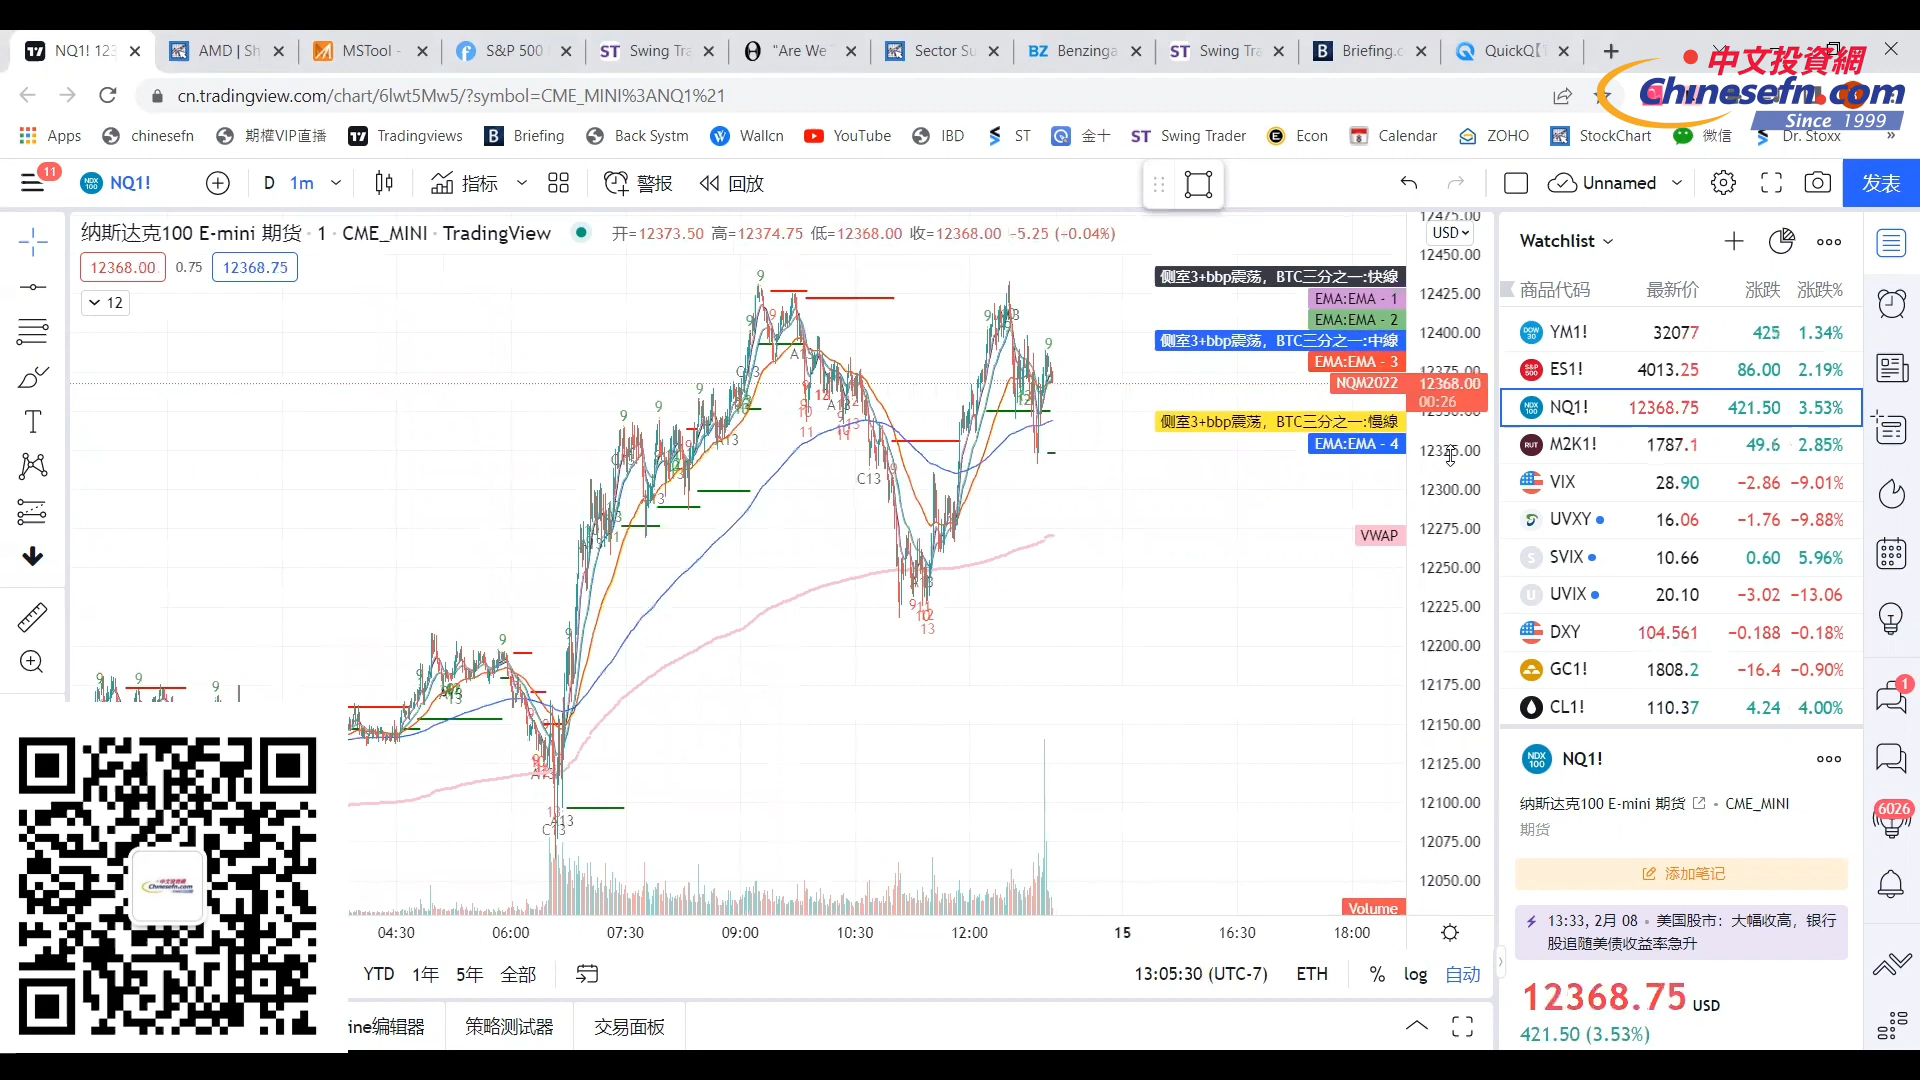 NQ1! 123
AMD | Sh
MSTool -
S&P 500
Swing Tra
"Are We
Sector Su
Benzinga
Swing Tra
Briefing.c
QuickQ
中文投資網
Chinesefn.com
Since 1999
cn.tradingview.com/chart/6lwt5Mw5/?symbol=CME_MINI%3ANQ1%21
Apps chinesefn 期權VIP直播 Tradingviews Briefing Back Systm Wallcn YouTube IBD ST 金十 Swing Trader Econ Calendar ZOHO StockChart 微信 Dr. Stoxx »
11 NQ1! D 1m 指标 警报 回放 Unnamed 发表
纳斯达克100 E-mini 期货 · 1 · CME_MINI · TradingView
开=12373.50 高=12374.75 低=12368.00 收=12368.00 −5.25 (−0.04%)
12368.00 0.75 12368.75
12
USD
12475.00
12450.00
12425.00
12400.00
12375.00
12350.00
12325.00
12300.00
12275.00
12250.00
12225.00
12200.00
12175.00
12150.00
12125.00
12100.00
12075.00
12050.00
侧室3+bbp震荡，BTC三分之一:快線
EMA:EMA - 1
EMA:EMA - 2
侧室3+bbp震荡，BTC三分之一:中線
EMA:EMA - 3
NQM2022 12368.00
00:26
侧室3+bbp震荡，BTC三分之一:慢線
EMA:EMA - 4
VWAP
Volume
04:30 06:00 07:30 09:00 10:30 12:00 15 16:30 18:00
YTD 1年 5年 全部 13:05:30 (UTC-7) ETH % log 自动
ine编辑器 策略测试器 交易面板
Watchlist
商品代码 最新价 涨跌 涨跌%
YM1! 32077 425 1.34%
ES1! 4013.25 86.00 2.19%
NQ1! 12368.75 421.50 3.53%
M2K1! 1787.1 49.6 2.85%
VIX 28.90 −2.86 −9.01%
UVXY 16.06 −1.76 −9.88%
SVIX 10.66 0.60 5.96%
UVIX 20.10 −3.02 −13.06
DXY 104.561 −0.188 −0.18%
GC1! 1808.2 −16.4 −0.90%
CL1! 110.37 4.24 4.00%
NQ1!
纳斯达克100 E-mini 期货 • CME_MINI
期货
添加笔记
13:33, 2月 08 • 美国股市：大幅收高，银行
股追随美债收益率急升
12368.75 USD
421.50 (3.53%)
1
6026